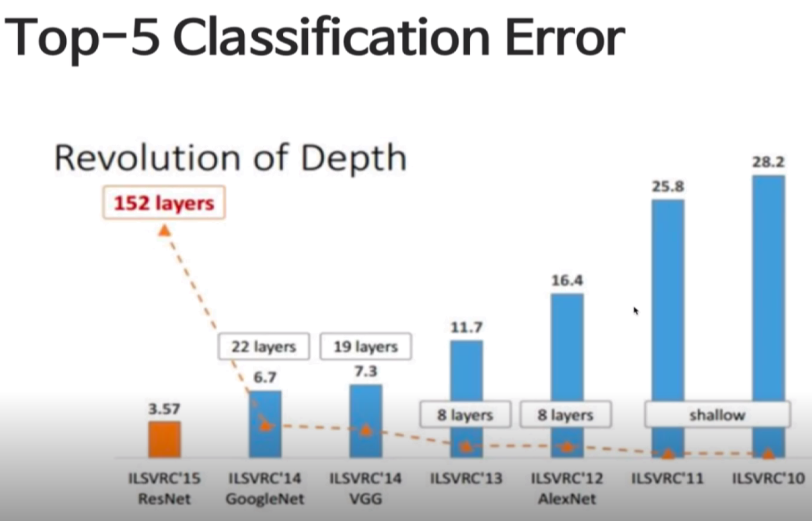 Top-5 Classification Error
Revolution of Depth
152 layers
28.2
25.8
16.4
11.7
22 layers
19 layers
6.7
7.3
3.57
8 layers
8 layers
shallow
ILSVRC'15
ResNet
ILSVRC'14
GoogleNet
ILSVRC'14
VGG
ILSVRC'13
ILSVRC'12
AlexNet
ILSVRC'11
ILSVRC'10